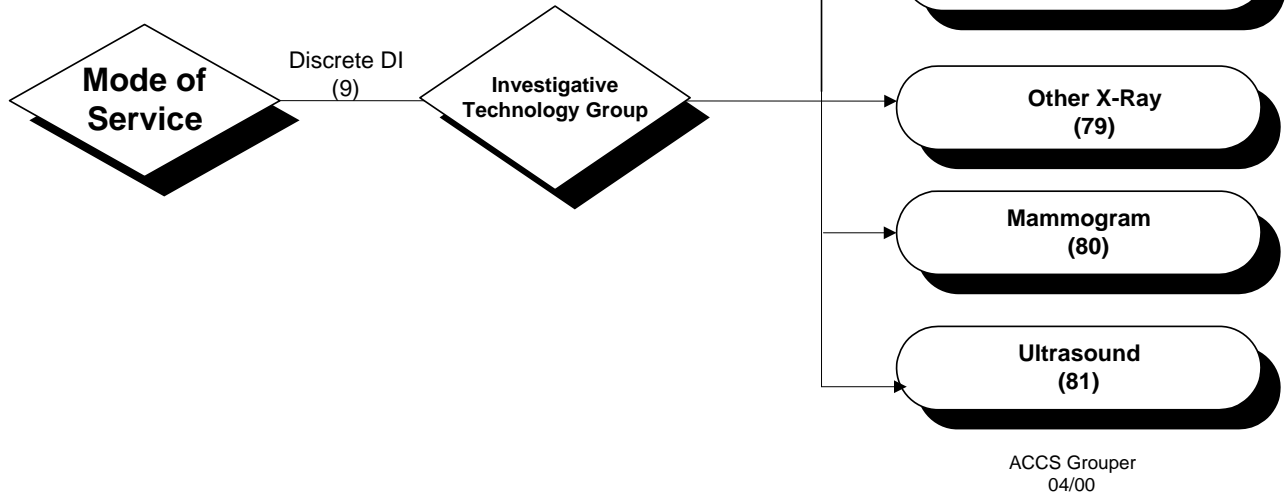 Mode of
Service
Discrete DI
(9)
Investigative
Technology Group
Other X-Ray
(79)
Mammogram
(80)
Ultrasound
(81)
ACCS Grouper
04/00